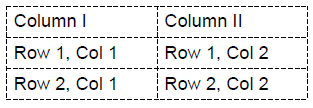 Column I Column II
Row 1, Col 1 Row 1, Col 2
Row 2, Col 1 Row 2, Col 2